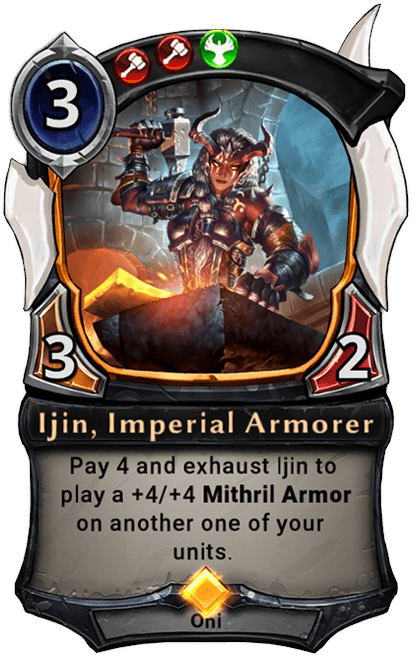 3
3
2
Ijin, Imperial Armorer
Pay 4 and exhaust Ijin to
play a +4/+4 Mithril Armor
on another one of your
units.
Oni